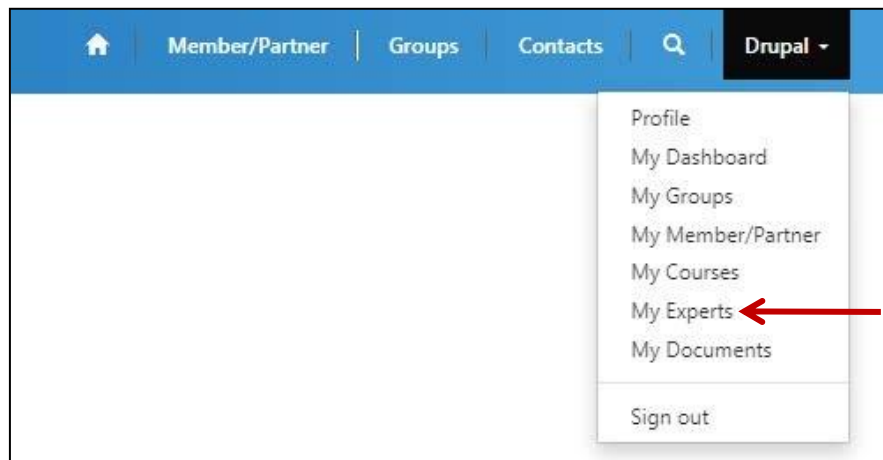 Member/Partner Groups Contacts Drupal
Profile
My Dashboard
My Groups
My Member/Partner
My Courses
My Experts
My Documents
Sign out